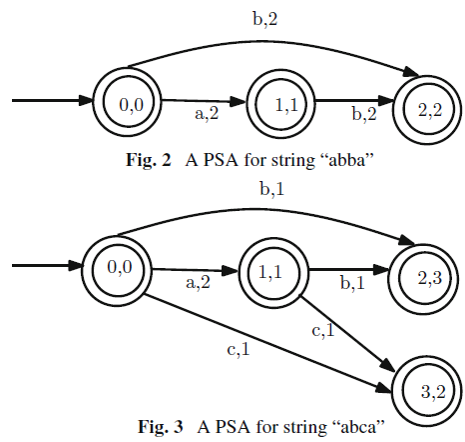 b,2
0,0
a,2
1,1
b,2
2,2
Fig. 2 A PSA for string “abba”
b,1
0,0
a,2
1,1
b,1
2,3
c,1
c,1
3,2
Fig. 3 A PSA for string “abca”